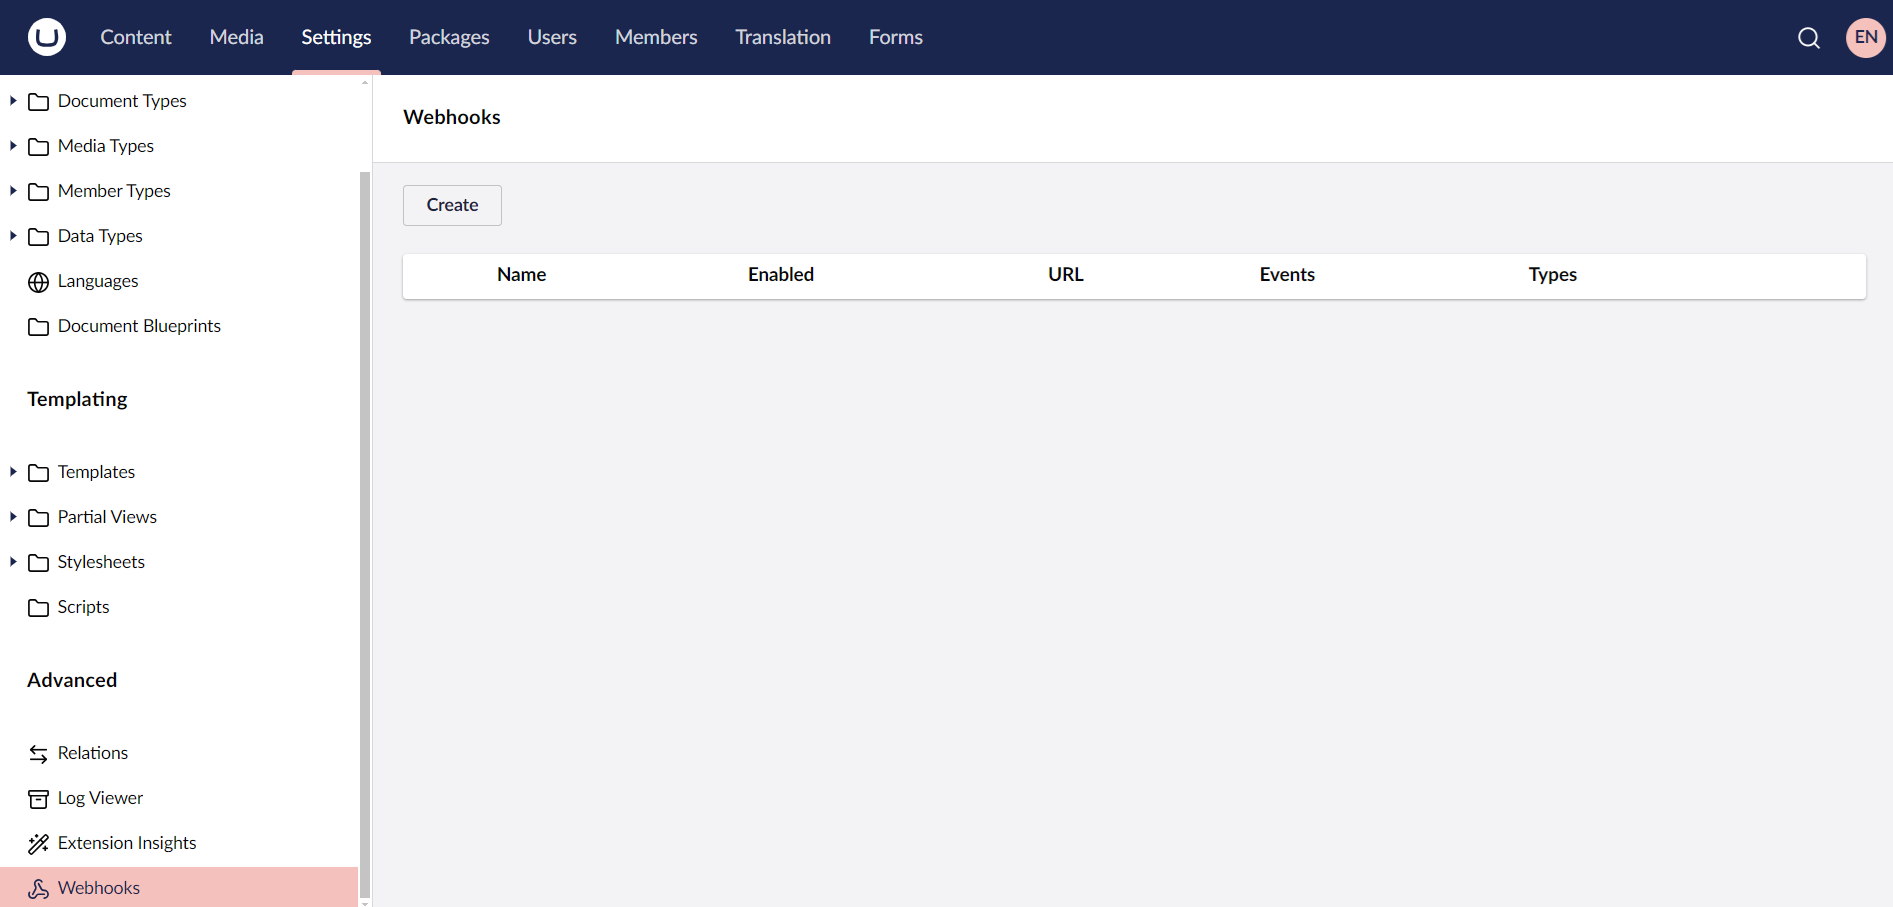 Content Media Settings Packages Users Members Translation Forms EN
Document Types
Media Types
Member Types
Data Types
Languages
Document Blueprints
Templating
Templates
Partial Views
Stylesheets
Scripts
Advanced
Relations
Log Viewer
Extension Insights
Webhooks
Webhooks
Create
Name Enabled URL Events Types